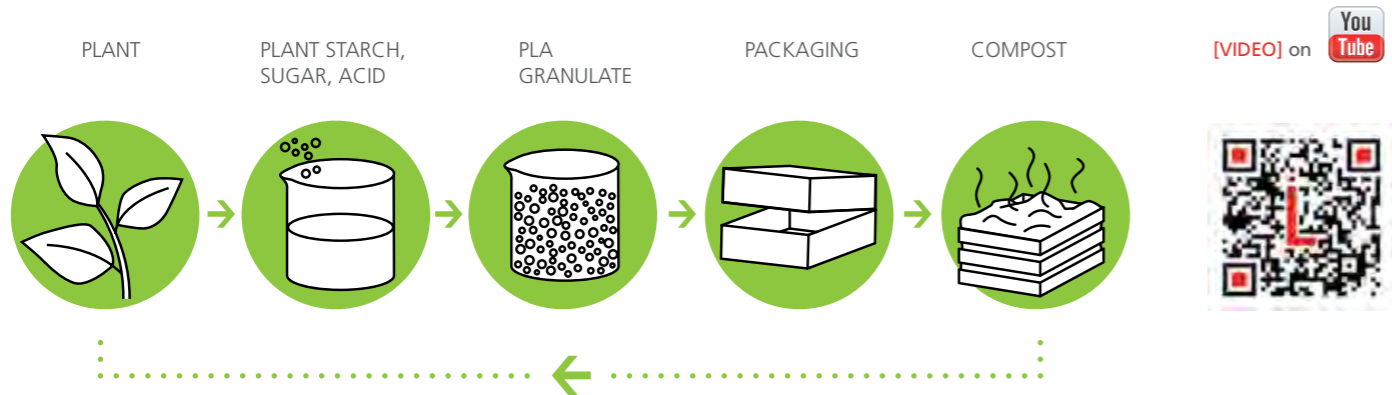 PLANT
PLANT STARCH,
SUGAR, ACID
PLA
GRANULATE
PACKAGING
COMPOST
[VIDEO] on
You
Tube
L